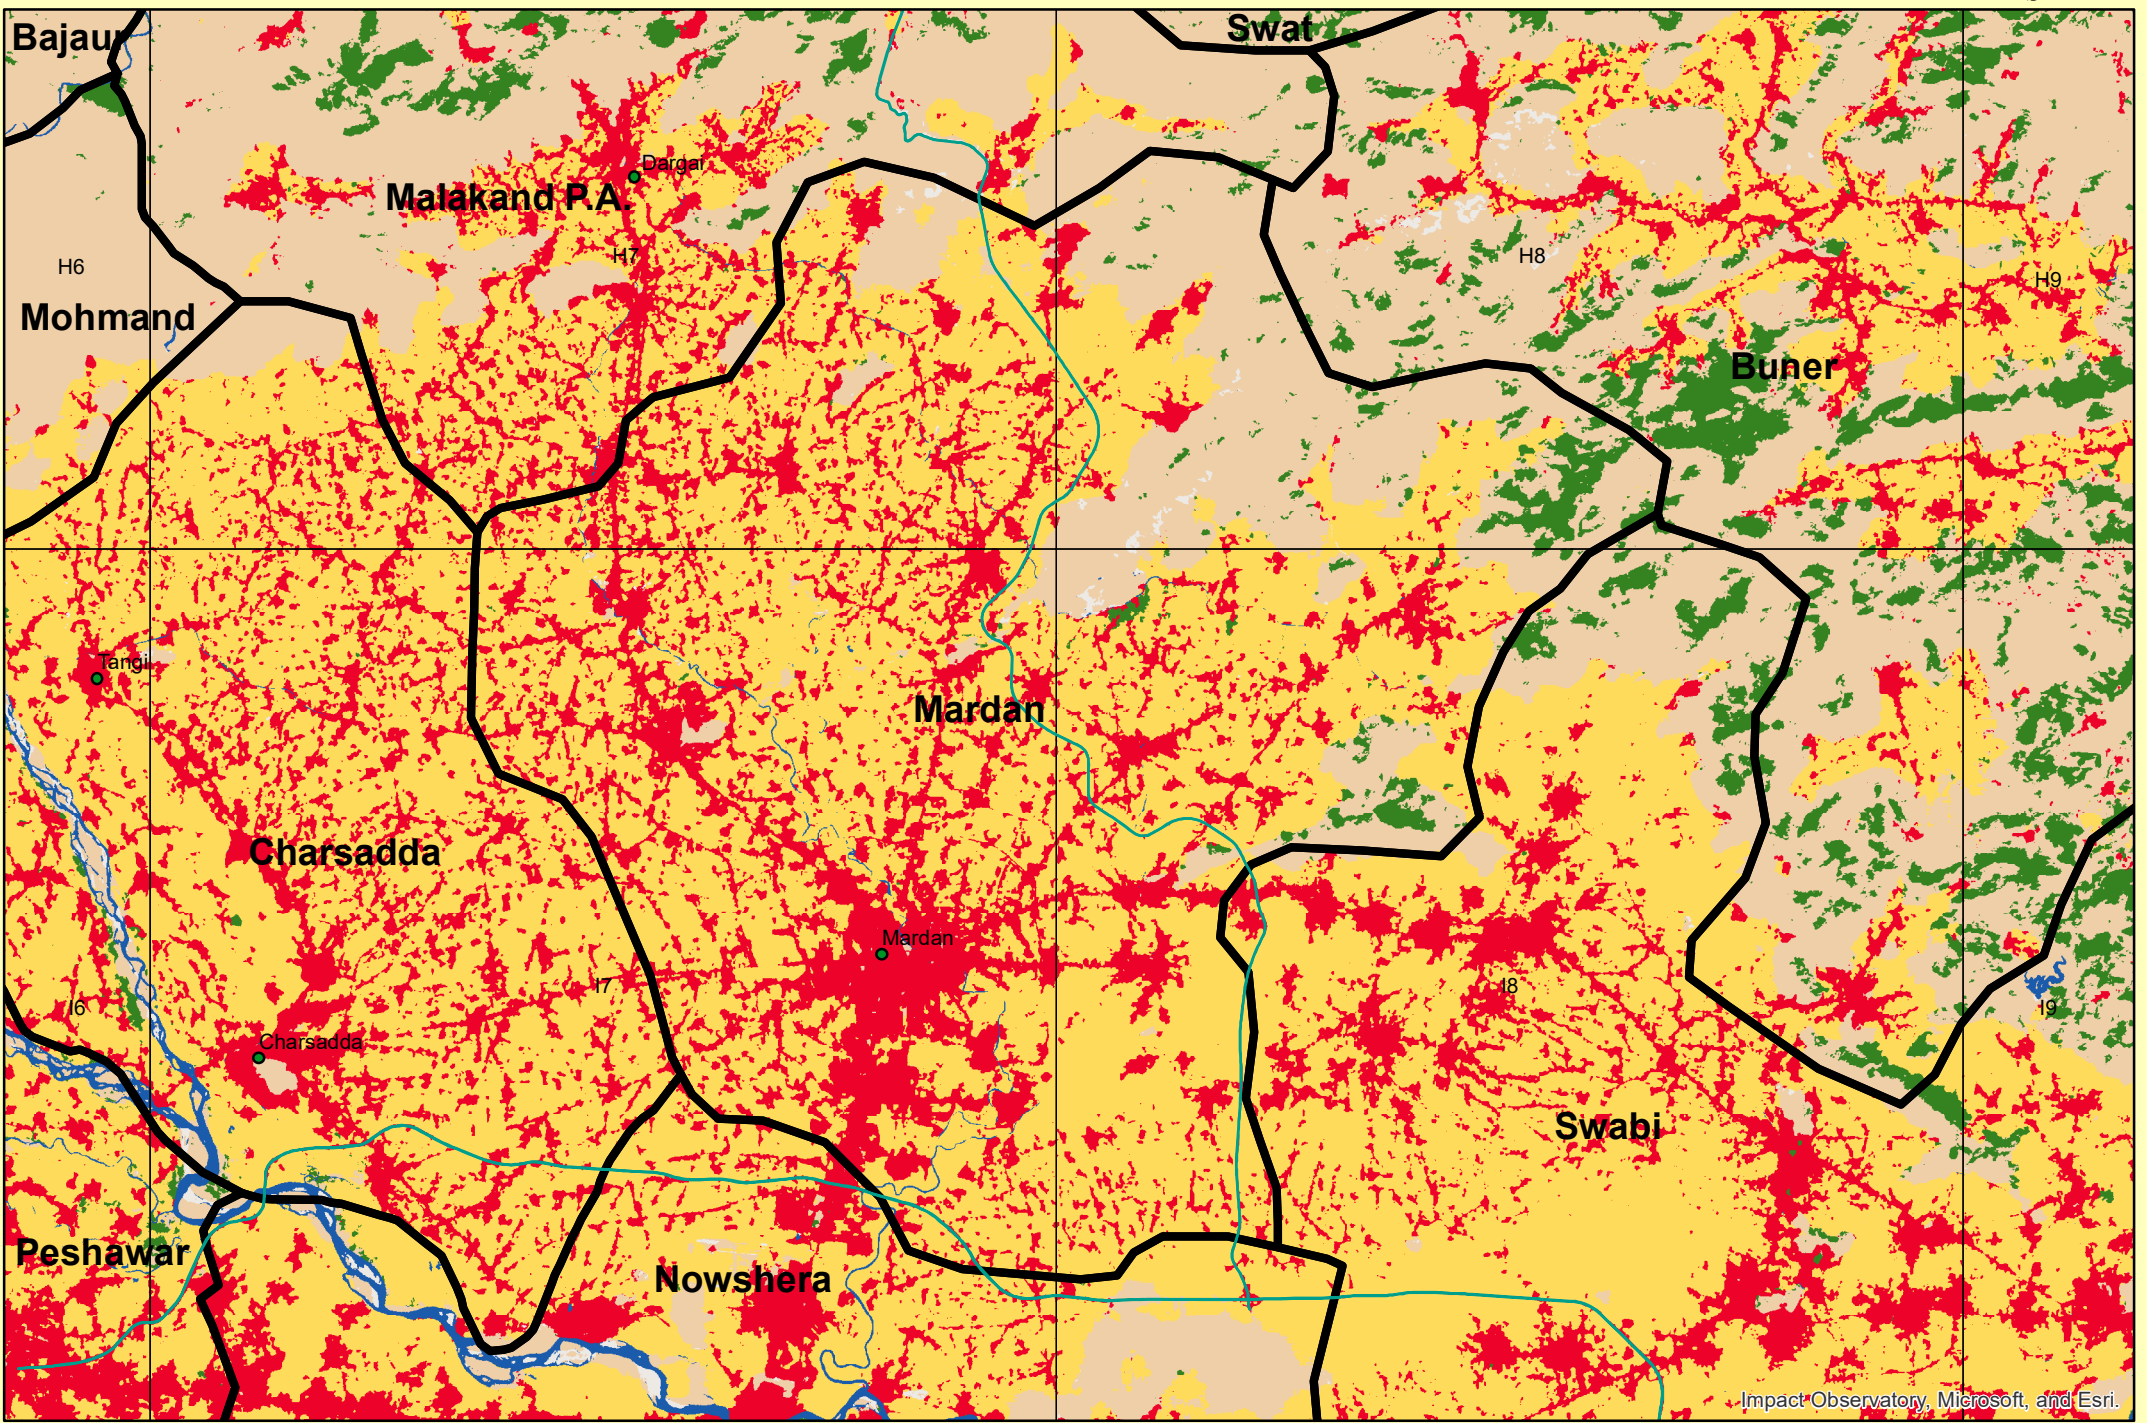 Bajaur
Swat
Dargai
Malakand P.A.
H6
H7
H8
H9
Mohmand
Buner
Tangi
Mardan
Charsadda
Mardan
I6
I7
I8
I9
Charsadda
Swabi
Peshawar
Nowshera
Impact Observatory, Microsoft, and Esri.